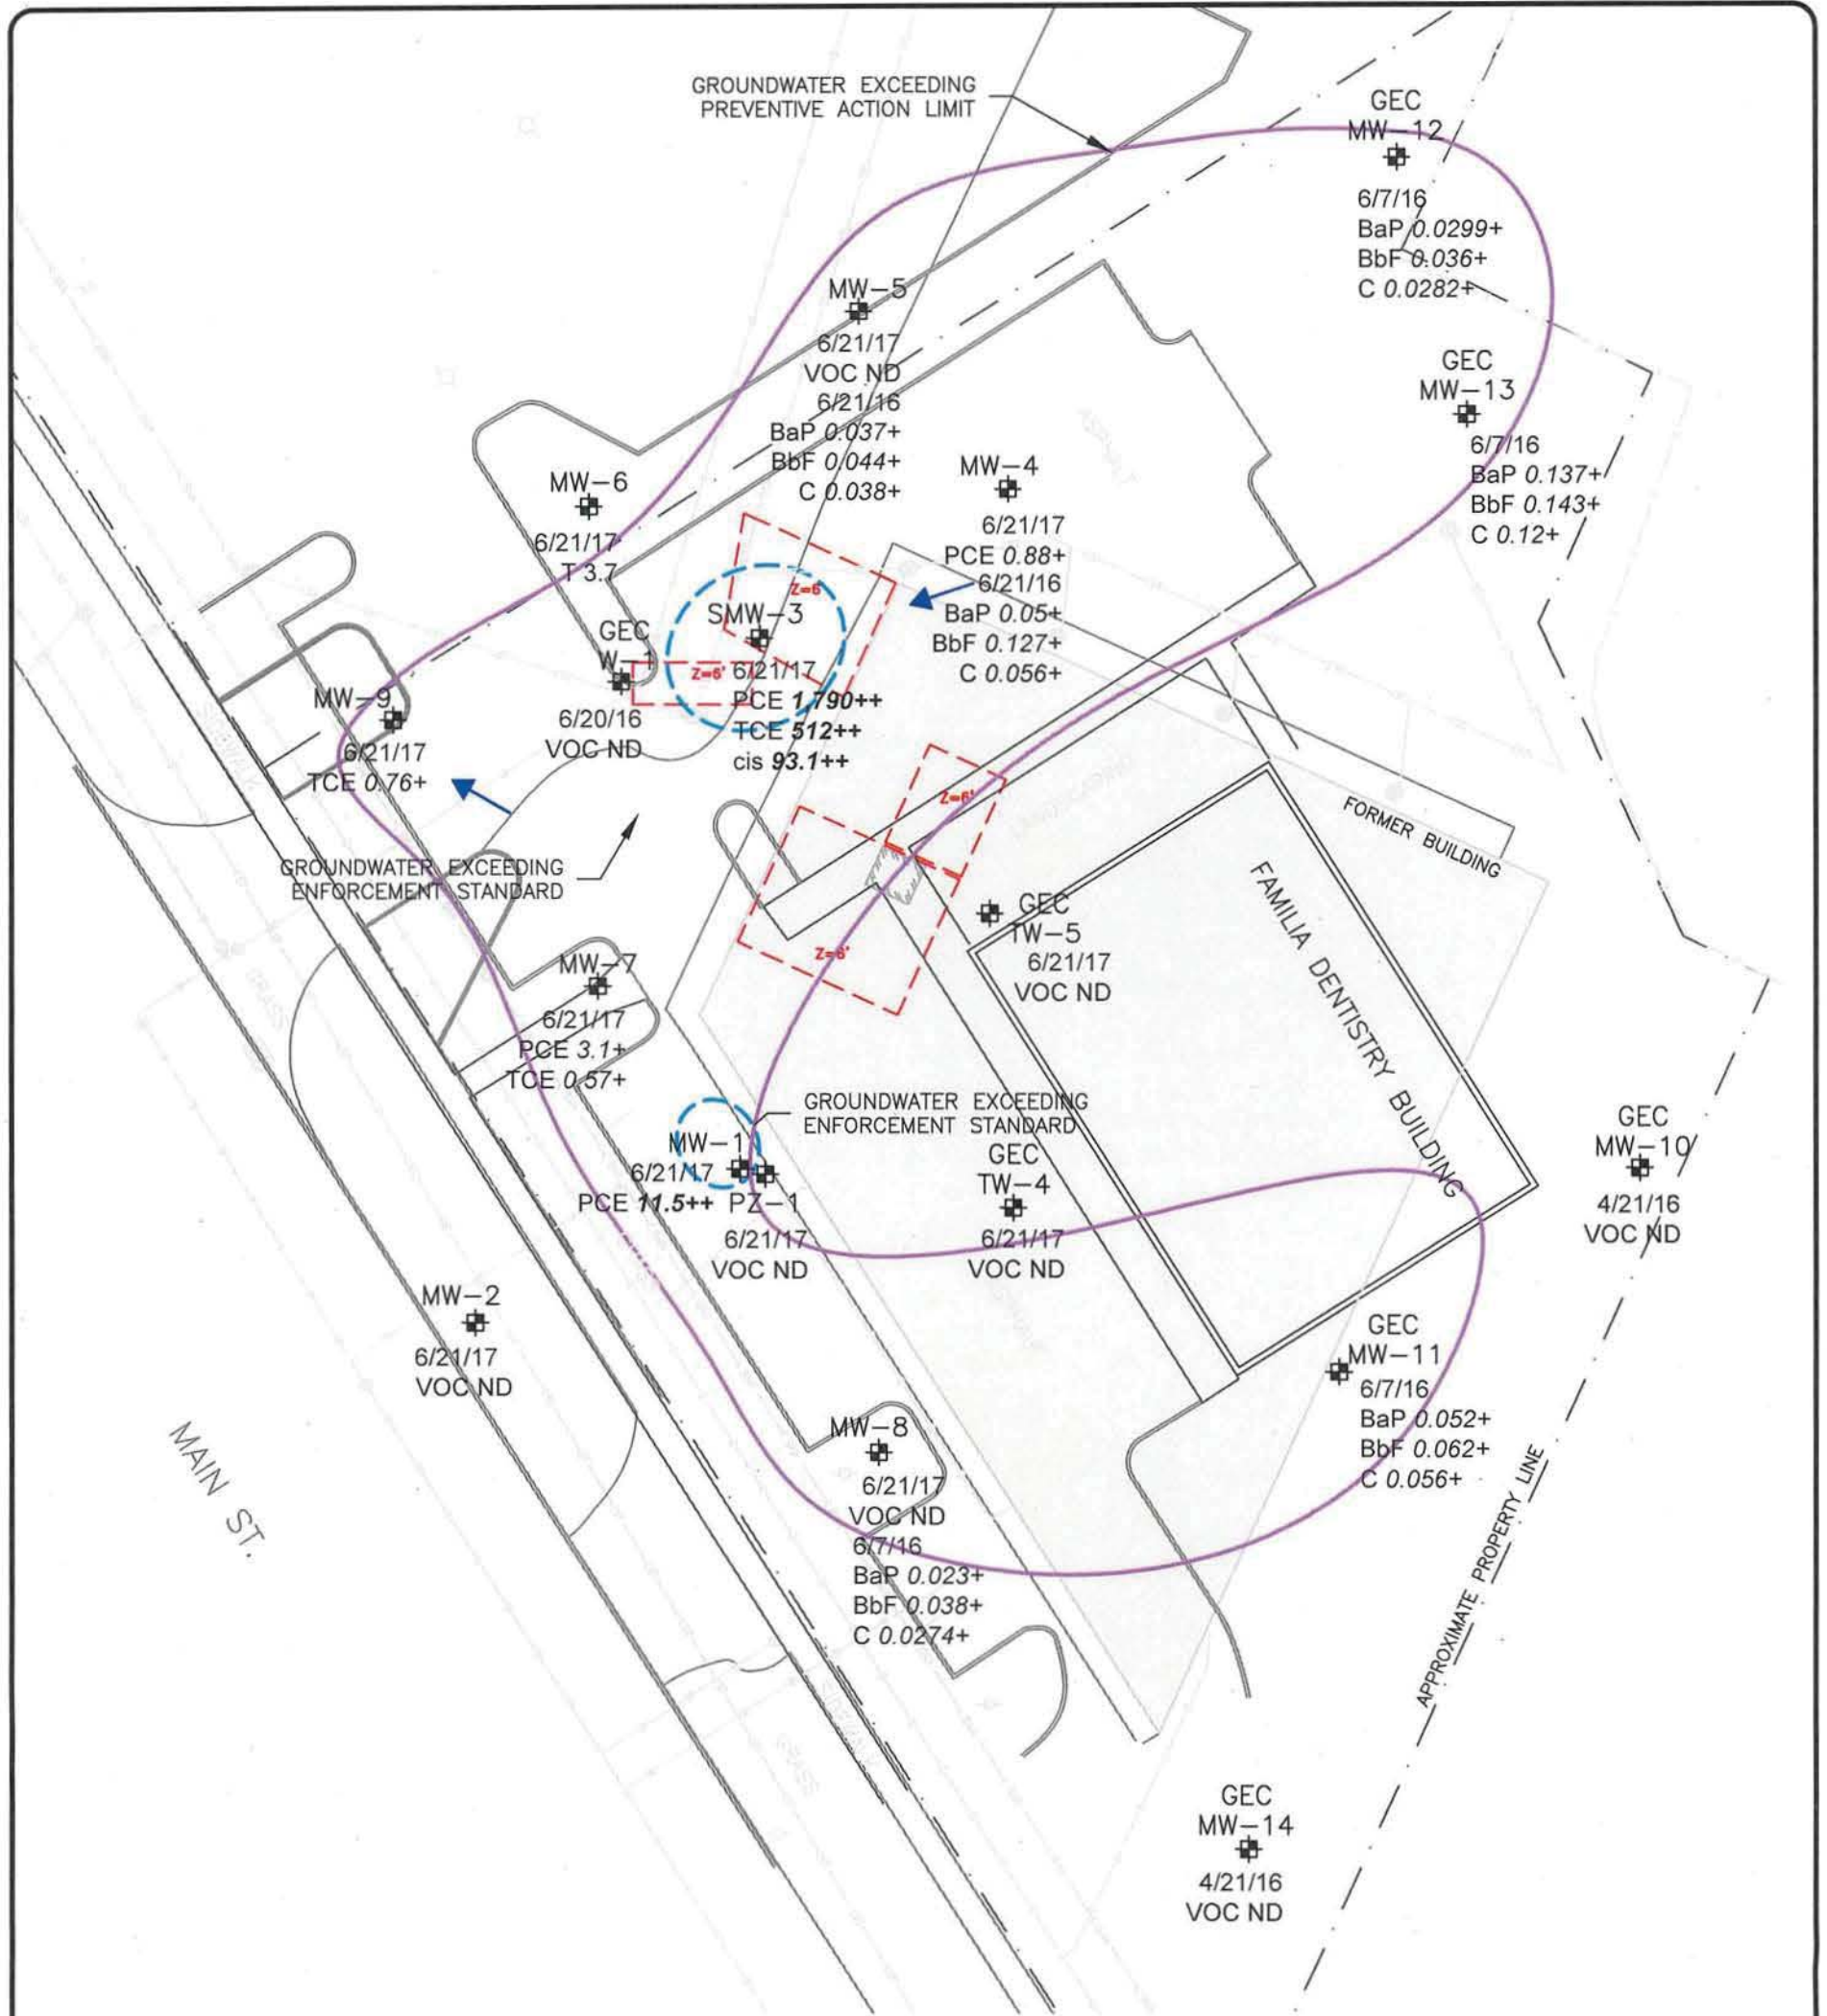 GROUNDWATER EXCEEDING
PREVENTIVE ACTION LIMIT
GEC
MW-12
6/7/16
BaP 0.0299+
BbF 0.036+
C 0.0282+
MW-5
6/21/17
VOC ND
6/21/16
BaP 0.037+
BbF 0.044+
C 0.038+
GEC
MW-13
6/7/16
BaP 0.137+
BbF 0.143+
C 0.12+
ASPHALT
MW-4
6/21/17
PCE 0.88+
6/21/16
BaP 0.05+
BbF 0.127+
C 0.056+
MW-6
6/21/17
T 3.7
Z=6'
SMW-3
6/21/17
PCE 1,790++
TCE 512++
cis 93.1++
GEC
W-1
Z=6'
6/20/16
VOC ND
MW-9
6/21/17
TCE 0.76+
SIDEWALK
GROUNDWATER EXCEEDING
ENFORCEMENT STANDARD
Z=6'
Z=6'
FORMER BUILDING
FAMILIA DENTISTRY BUILDING
GEC
TW-5
6/21/17
VOC ND
GRASS
MW-7
6/21/17
PCE 3.1+
TCE 0.57+
GROUNDWATER EXCEEDING
ENFORCEMENT STANDARD
MW-1
6/21/17
PCE 11.5++
PZ-1
6/21/17
VOC ND
GEC
TW-4
6/21/17
VOC ND
GEC
MW-10
4/21/16
VOC ND
MW-2
6/21/17
VOC ND
GEC
MW-11
6/7/16
BaP 0.052+
BbF 0.062+
C 0.056+
MW-8
6/21/17
VOC ND
6/7/16
BaP 0.023+
BbF 0.038+
C 0.0274+
MAIN ST.
APPROXIMATE PROPERTY LINE
SIDEWALK
GRASS
GEC
MW-14
4/21/16
VOC ND